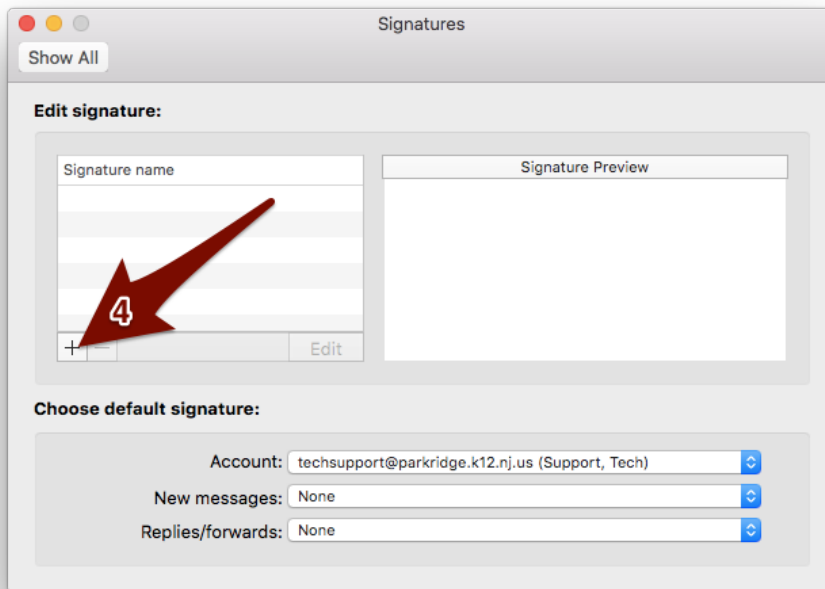 Signatures
Show All
Edit signature:
Signature name
Signature Preview
4
+
Edit
Choose default signature:
Account: techsupport@parkridge.k12.nj.us (Support, Tech)
New messages: None
Replies/forwards: None